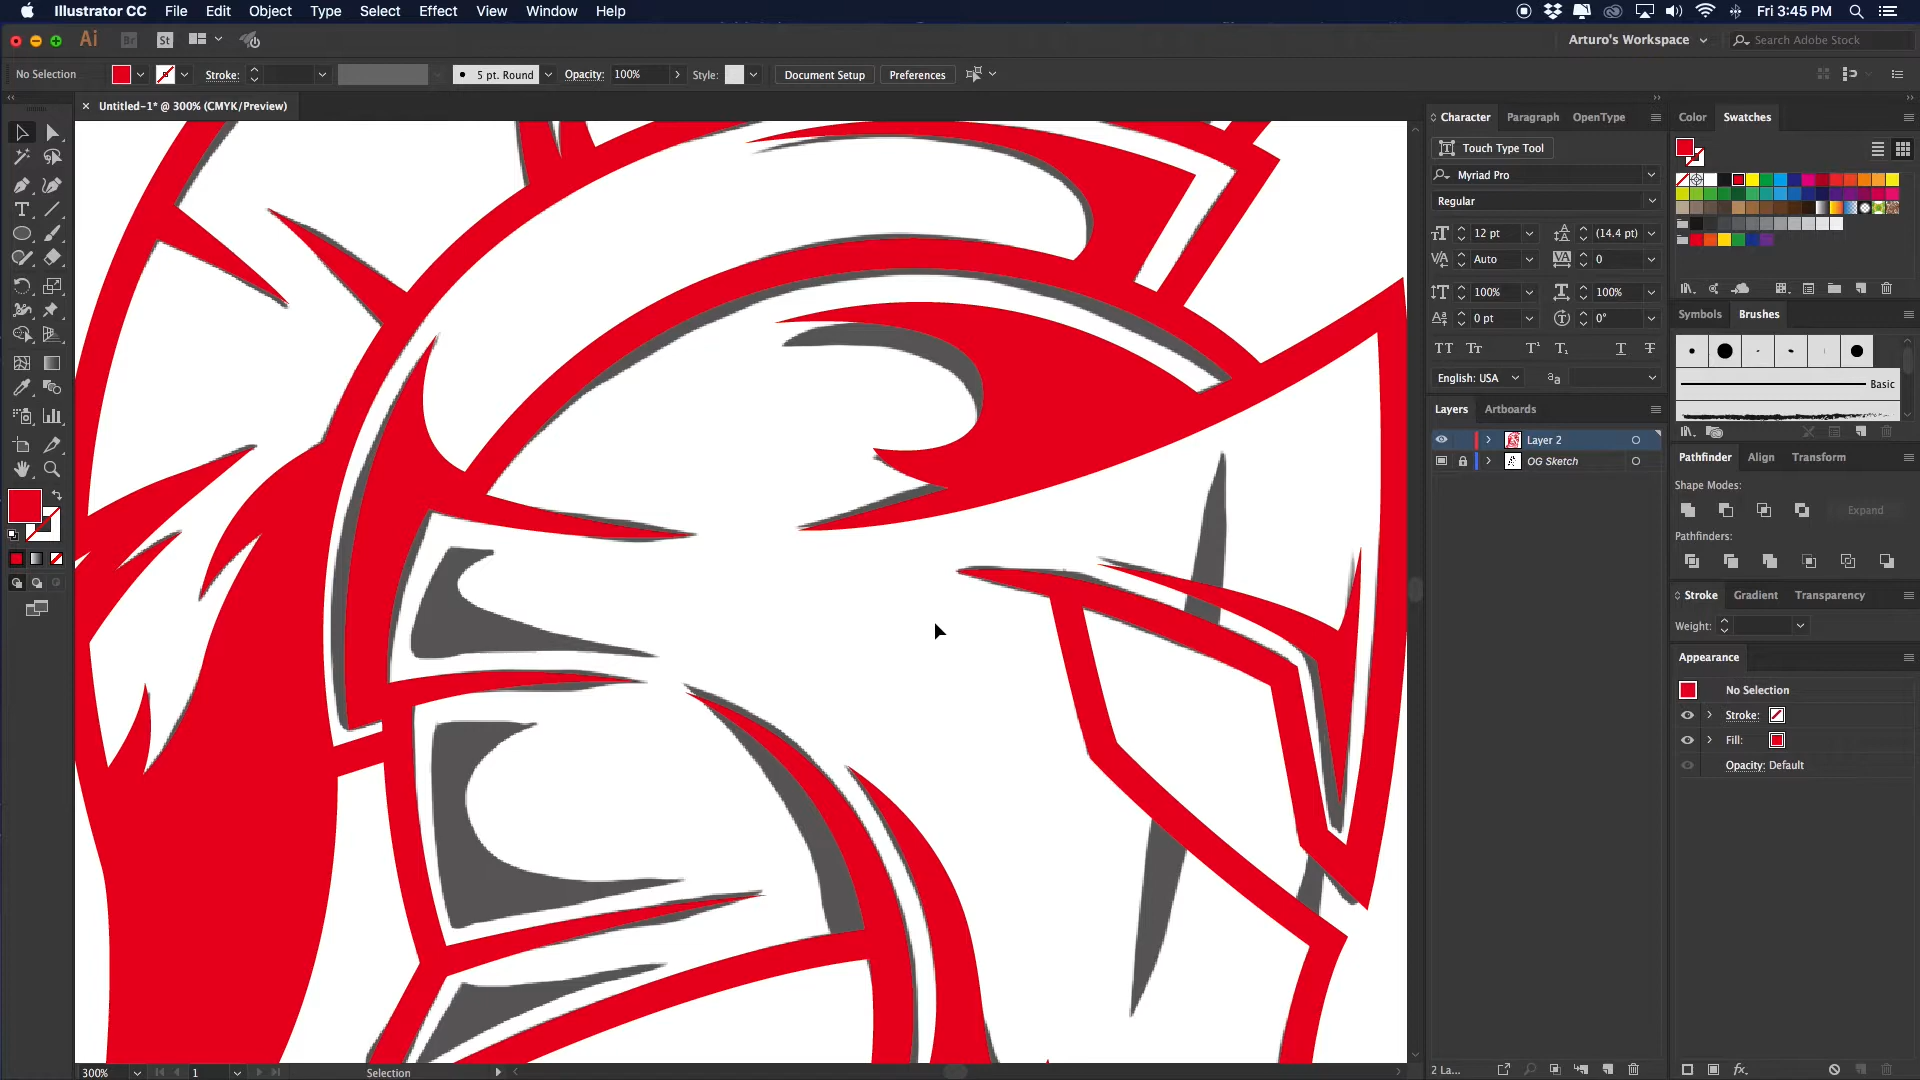 Illustrator CC File Edit Object Type Select Effect View Window Help Fri 3:45 PM
Ai Br St Arturo's Workspace Search Adobe Stock
No Selection Stroke: 5 pt. Round Opacity: 100% Style: Document Setup Preferences
× Untitled-1* @ 300% (CMYK/Preview)
Character Paragraph OpenType
Touch Type Tool
Myriad Pro
Regular
12 pt (14.4 pt)
Auto 0
100% 100%
0 pt 0°
English: USA
Layers Artboards
Layer 2
OG Sketch
2 La...
Color Swatches
Symbols Brushes
Basic
Pathfinder Align Transform
Shape Modes:
Expand
Pathfinders:
Stroke Gradient Transparency
Weight:
Appearance
No Selection
Stroke:
Fill:
Opacity: Default
fx
300% 1 Selection